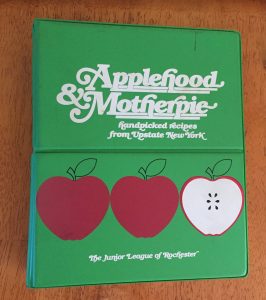 Applehood
& Motherpie
handpicked recipes
from Upstate New York
The Junior League of Rochester